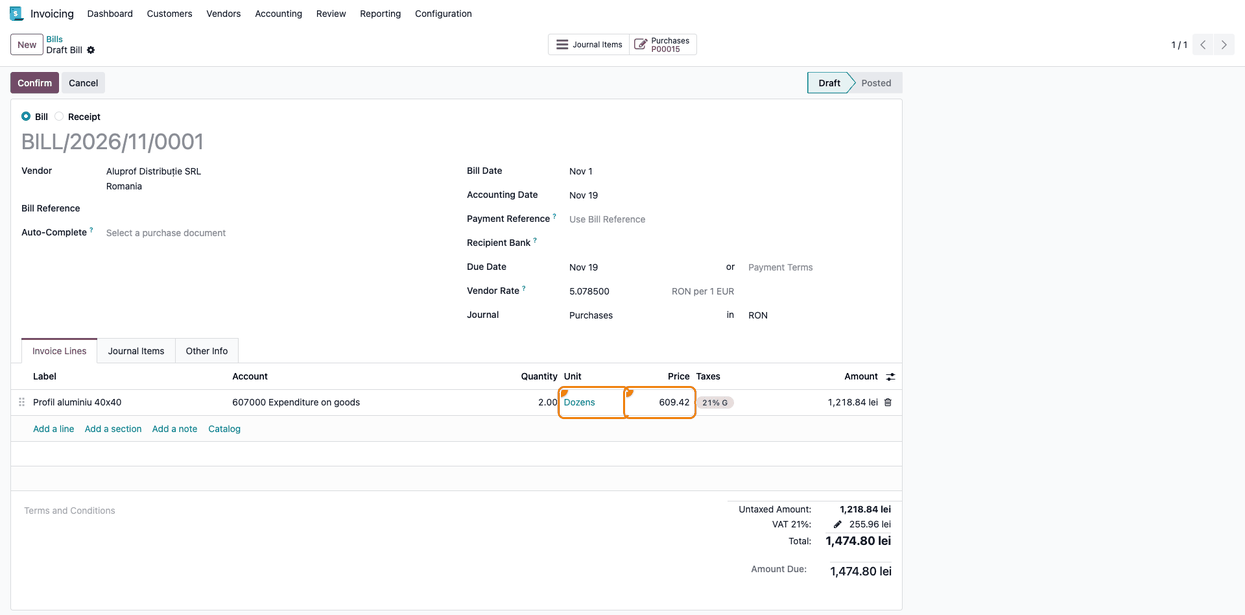 Invoicing Dashboard Customers Vendors Accounting Review Reporting Configuration
New Bills
Draft Bill
Journal Items
Purchases
P00015
1 / 1
Confirm Cancel
Draft Posted
Bill Receipt
BILL/2026/11/0001
Vendor Aluprof Distribuție SRL
Romania
Bill Reference
Auto-Complete ? Select a purchase document
Bill Date Nov 1
Accounting Date Nov 19
Payment Reference ? Use Bill Reference
Recipient Bank ?
Due Date Nov 19 or Payment Terms
Vendor Rate ? 5.078500 RON per 1 EUR
Journal Purchases in RON
Invoice Lines Journal Items Other Info
Label Account Quantity Unit Price Taxes Amount
Profil aluminiu 40x40 607000 Expenditure on goods 2.00 Dozens 609.42 21% G 1,218.84 lei
Add a line Add a section Add a note Catalog
Terms and Conditions
Untaxed Amount: 1,218.84 lei
VAT 21%: 255.96 lei
Total: 1,474.80 lei
Amount Due: 1,474.80 lei